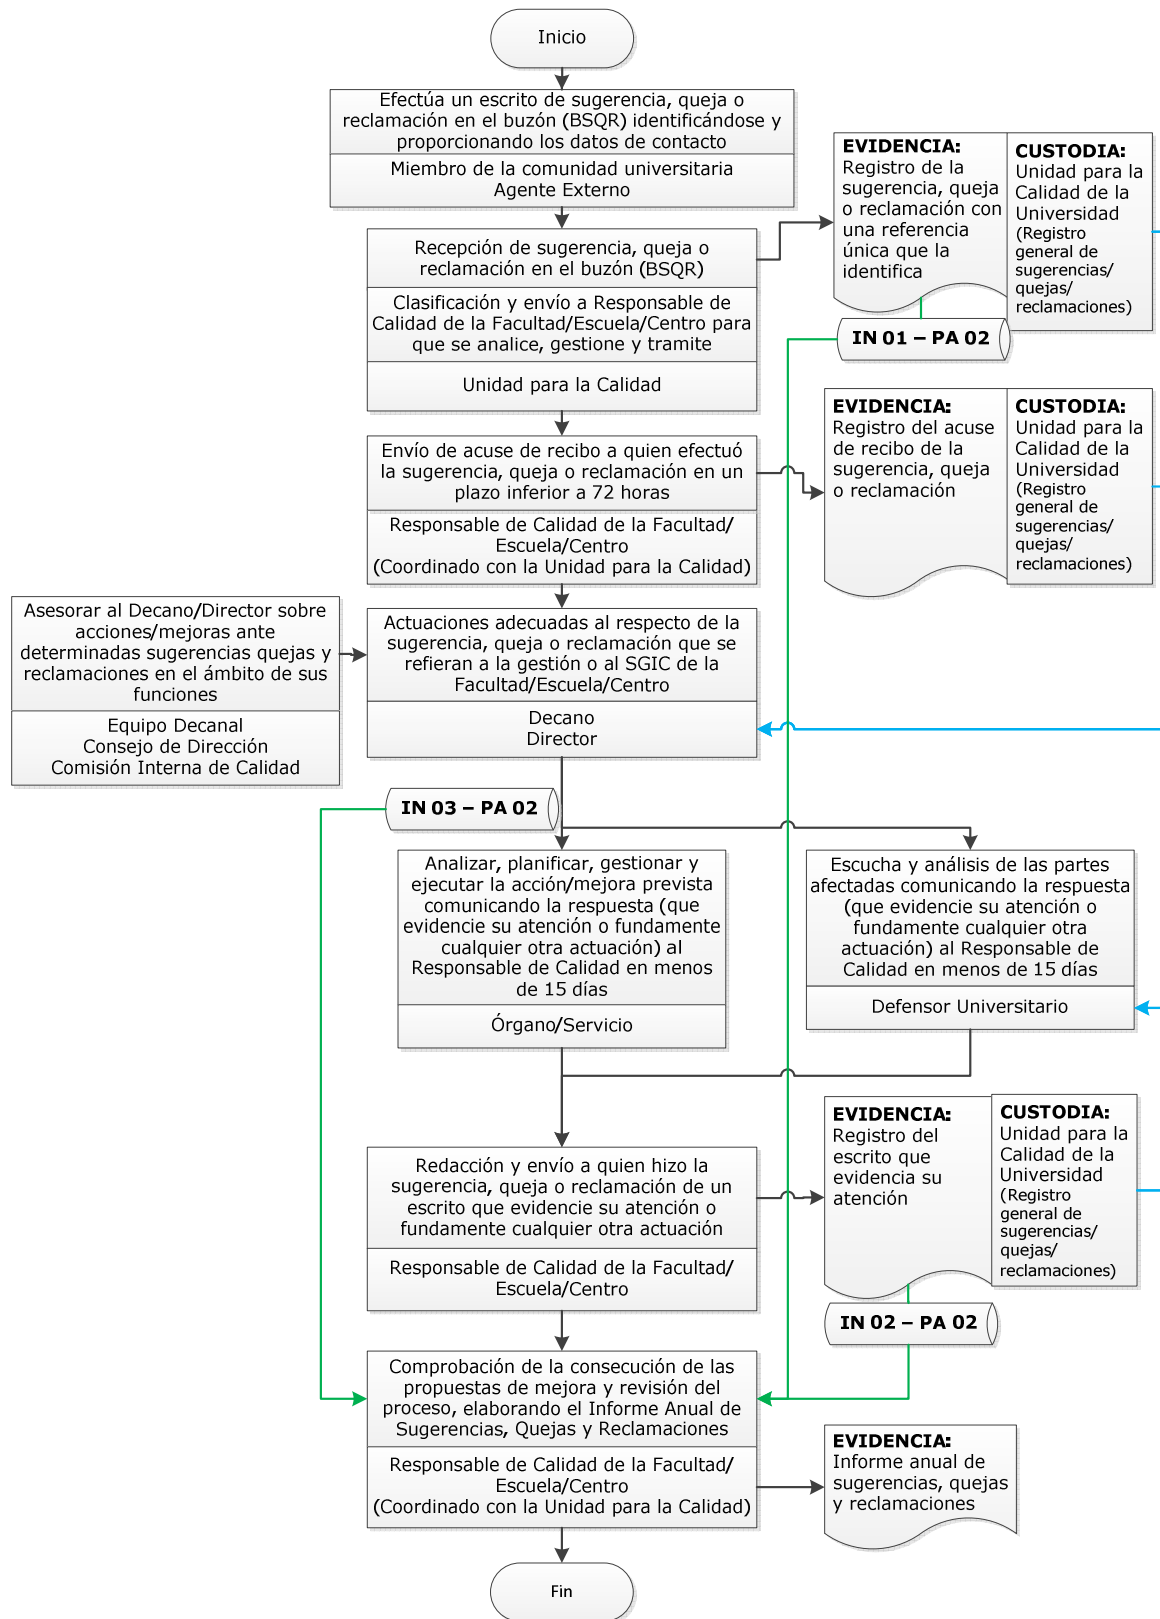 Inicio
Efectúa un escrito de sugerencia, queja o
reclamación en el buzón (BSQR) identificándose y
proporcionando los datos de contacto
Miembro de la comunidad universitaria
Agente Externo
EVIDENCIA:
Registro de la
sugerencia, queja
o reclamación con
una referencia
única que la
identifica
CUSTODIA:
Unidad para la
Calidad de la
Universidad
(Registro
general de
sugerencias/
quejas/
reclamaciones)
Recepción de sugerencia, queja o
reclamación en el buzón (BSQR)
Clasificación y envío a Responsable de
Calidad de la Facultad/Escuela/Centro para
que se analice, gestione y tramite
Unidad para la Calidad
IN 01 – PA 02
EVIDENCIA:
Registro del acuse
de recibo de la
sugerencia, queja
o reclamación
CUSTODIA:
Unidad para la
Calidad de la
Universidad
(Registro
general de
sugerencias/
quejas/
reclamaciones)
Envío de acuse de recibo a quien efectuó
la sugerencia, queja o reclamación en un
plazo inferior a 72 horas
Responsable de Calidad de la Facultad/
Escuela/Centro
(Coordinado con la Unidad para la Calidad)
Asesorar al Decano/Director sobre
acciones/mejoras ante
determinadas sugerencias quejas y
reclamaciones en el ámbito de sus
funciones
Equipo Decanal
Consejo de Dirección
Comisión Interna de Calidad
Actuaciones adecuadas al respecto de la
sugerencia, queja o reclamación que se
refieran a la gestión o al SGIC de la
Facultad/Escuela/Centro
Decano
Director
IN 03 – PA 02
Analizar, planificar, gestionar y
ejecutar la acción/mejora prevista
comunicando la respuesta (que
evidencie su atención o fundamente
cualquier otra actuación) al
Responsable de Calidad en menos
de 15 días
Órgano/Servicio
Escucha y análisis de las partes
afectadas comunicando la respuesta
(que evidencie su atención o
fundamente cualquier otra
actuación) al Responsable de
Calidad en menos de 15 días
Defensor Universitario
EVIDENCIA:
Registro del
escrito que
evidencia su
atención
CUSTODIA:
Unidad para la
Calidad de la
Universidad
(Registro
general de
sugerencias/
quejas/
reclamaciones)
Redacción y envío a quien hizo la
sugerencia, queja o reclamación de un
escrito que evidencie su atención o
fundamente cualquier otra actuación
Responsable de Calidad de la Facultad/
Escuela/Centro
IN 02 – PA 02
Comprobación de la consecución de las
propuestas de mejora y revisión del
proceso, elaborando el Informe Anual de
Sugerencias, Quejas y Reclamaciones
Responsable de Calidad de la Facultad/
Escuela/Centro
(Coordinado con la Unidad para la Calidad)
EVIDENCIA:
Informe anual de
sugerencias, quejas
y reclamaciones
Fin